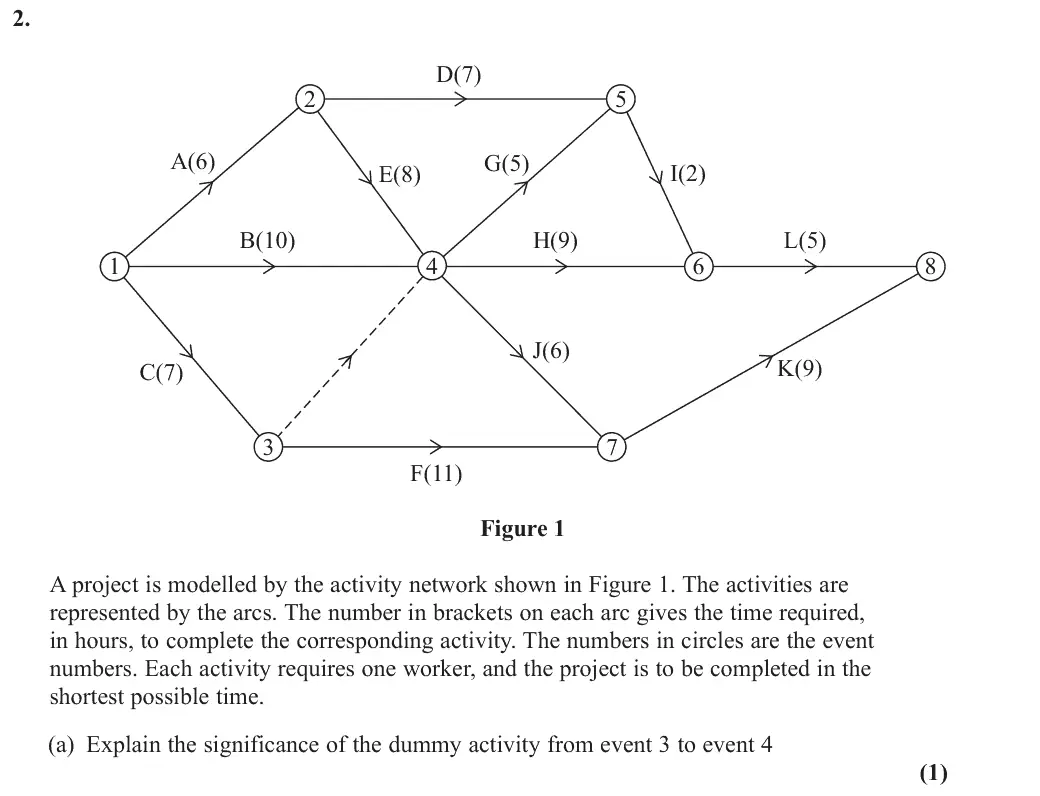 2.
D(7)
2
5
A(6)
E(8)
G(5)
I(2)
B(10)
H(9)
L(5)
1
4
6
8
C(7)
J(6)
K(9)
3
7
F(11)
Figure 1
A project is modelled by the activity network shown in Figure 1. The activities are
represented by the arcs. The number in brackets on each arc gives the time required,
in hours, to complete the corresponding activity. The numbers in circles are the event
numbers. Each activity requires one worker, and the project is to be completed in the
shortest possible time.
(a) Explain the significance of the dummy activity from event 3 to event 4
(1)